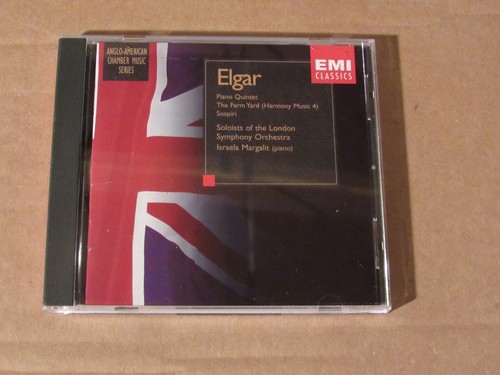 ANGLO-AMERICAN
CHAMBER MUSIC
SERIES
EMI
CLASSICS
Elgar
Piano Quintet
The Farm Yard (Harmony Music 4)
Sospiri
Soloists of the London
Symphony Orchestra
Israela Margalit (piano)